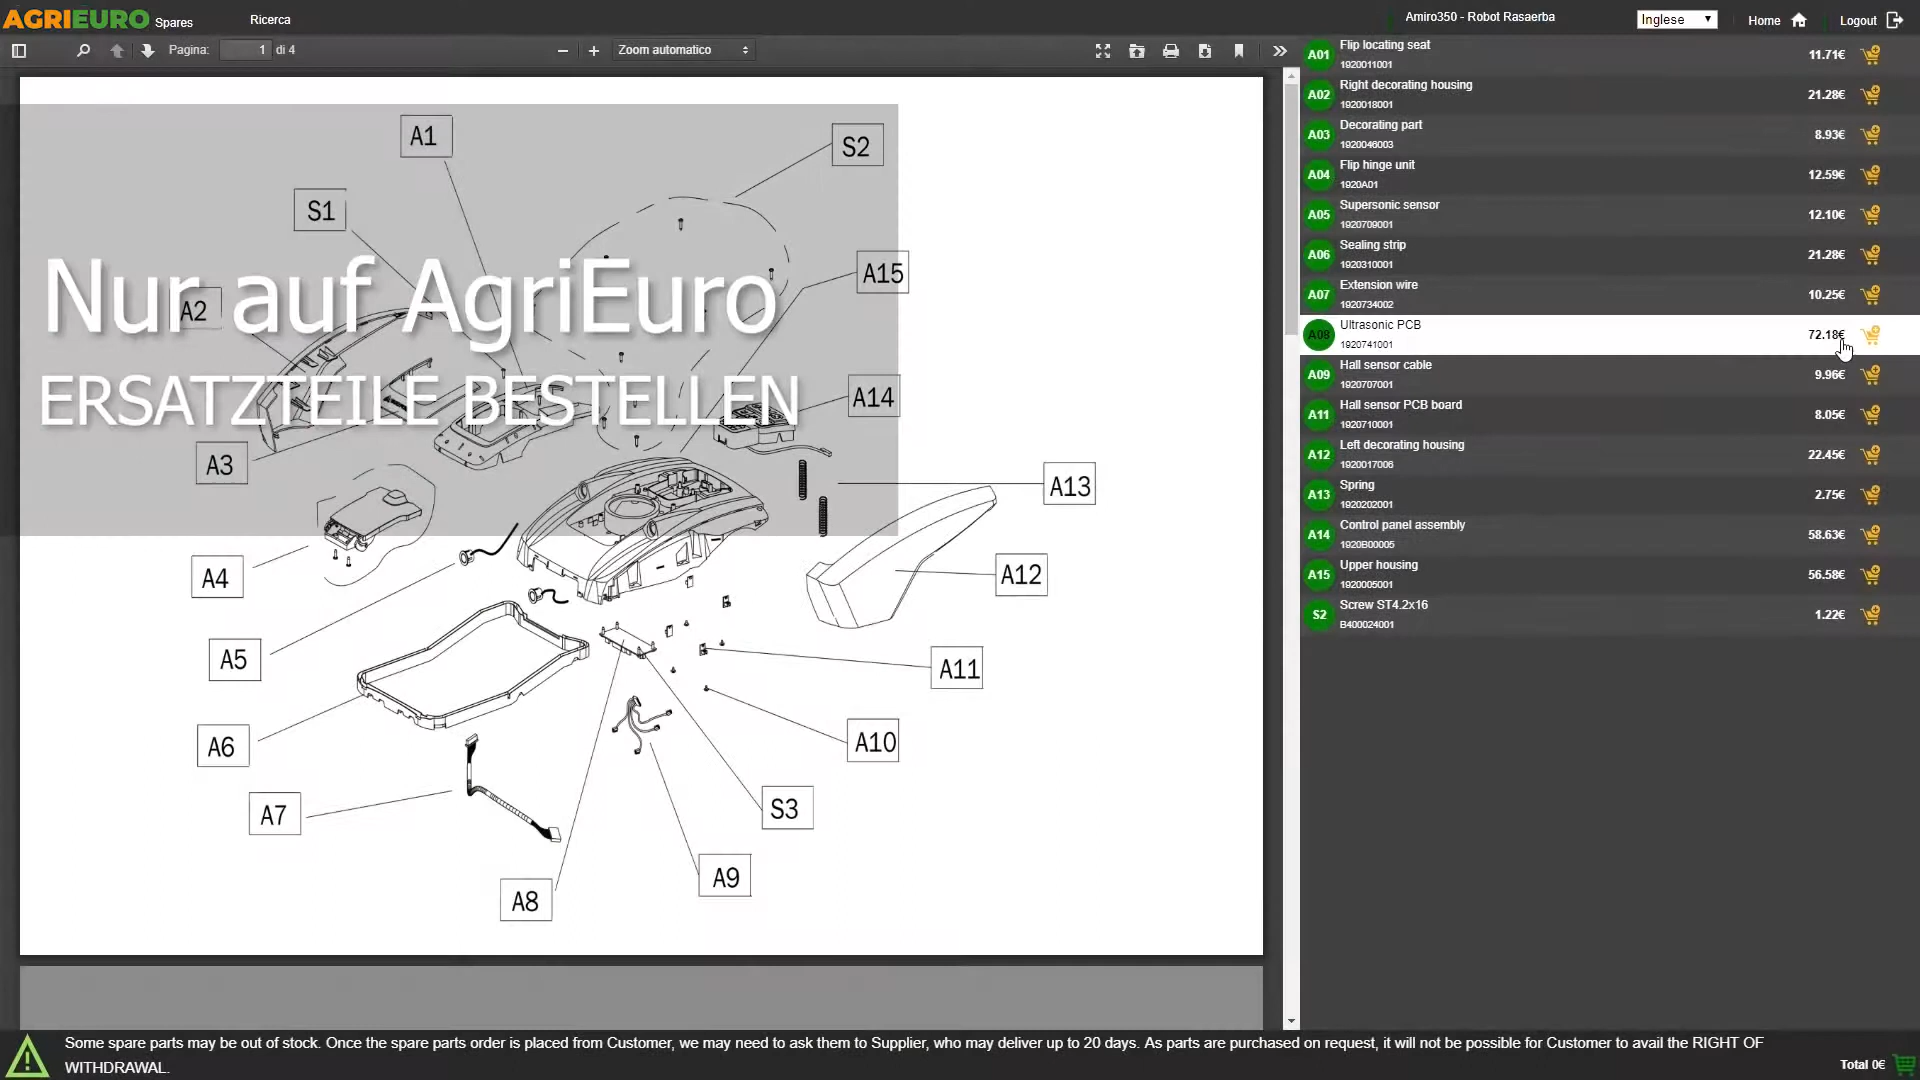 AGRIEURO Spares
Ricerca
Amiro350 - Robot Rasaerba
Inglese
Home
Logout
Pagina: 1 di 4
Zoom automatico
A1
S2
S1
A15
A2
Nur auf AgriEuro
ERSATZTEILE BESTELLEN
A14
A3
A13
A4
A12
A5
A11
A6
A10
A7
S3
A9
A8
A01 Flip locating seat 11.71€
1920011001
A02 Right decorating housing 21.28€
1920018001
A03 Decorating part 8.93€
1920046003
A04 Flip hinge unit 12.59€
1920A01
A05 Supersonic sensor 12.10€
1920709001
A06 Sealing strip 21.28€
1920310001
A07 Extension wire 10.25€
1920734002
A08 Ultrasonic PCB 72.18€
1920741001
A09 Hall sensor cable 9.96€
1920707001
A11 Hall sensor PCB board 8.05€
1920710001
A12 Left decorating housing 22.45€
1920017006
A13 Spring 2.75€
1920202001
A14 Control panel assembly 58.63€
1920B00005
A15 Upper housing 56.58€
1920005001
S2 Screw ST4.2x16 1.22€
B400024001
Some spare parts may be out of stock. Once the spare parts order is placed from Customer, we may need to ask them to Supplier, who may deliver up to 20 days. As parts are purchased on request, it will not be possible for Customer to avail the RIGHT OF
WITHDRAWAL.
Total 0€